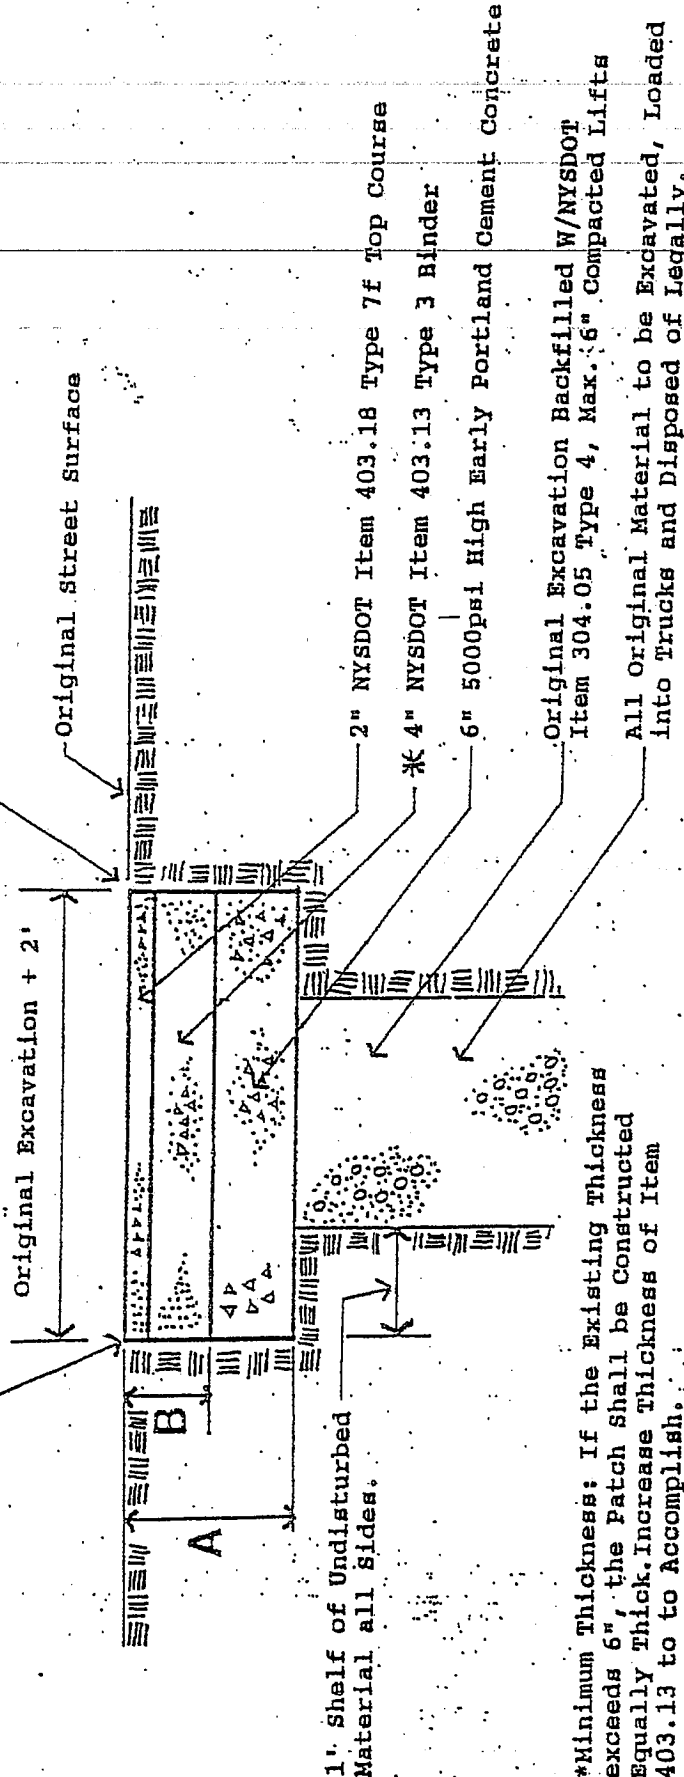 Original Excavation + 2'
Original Street Surface
B
A
2" NYSDOT Item 403.18 Type 7f Top Course
* 4" NYSDOT Item 403.13 Type 3 Binder
6" 5000psi High Early Portland Cement Concrete
Original Excavation Backfilled W/NYSDOT
Item 304.05 Type 4, Max. 6" Compacted Lifts
All Original Material to be Excavated, Loaded
into Trucks and Disposed of Legally.
1' Shelf of Undisturbed
Material all Sides.
*Minimum Thickness: If the Existing Thickness
exceeds 6", the Patch Shall be Constructed
Equally Thick. Increase Thickness of Item
403.13 to to Accomplish.